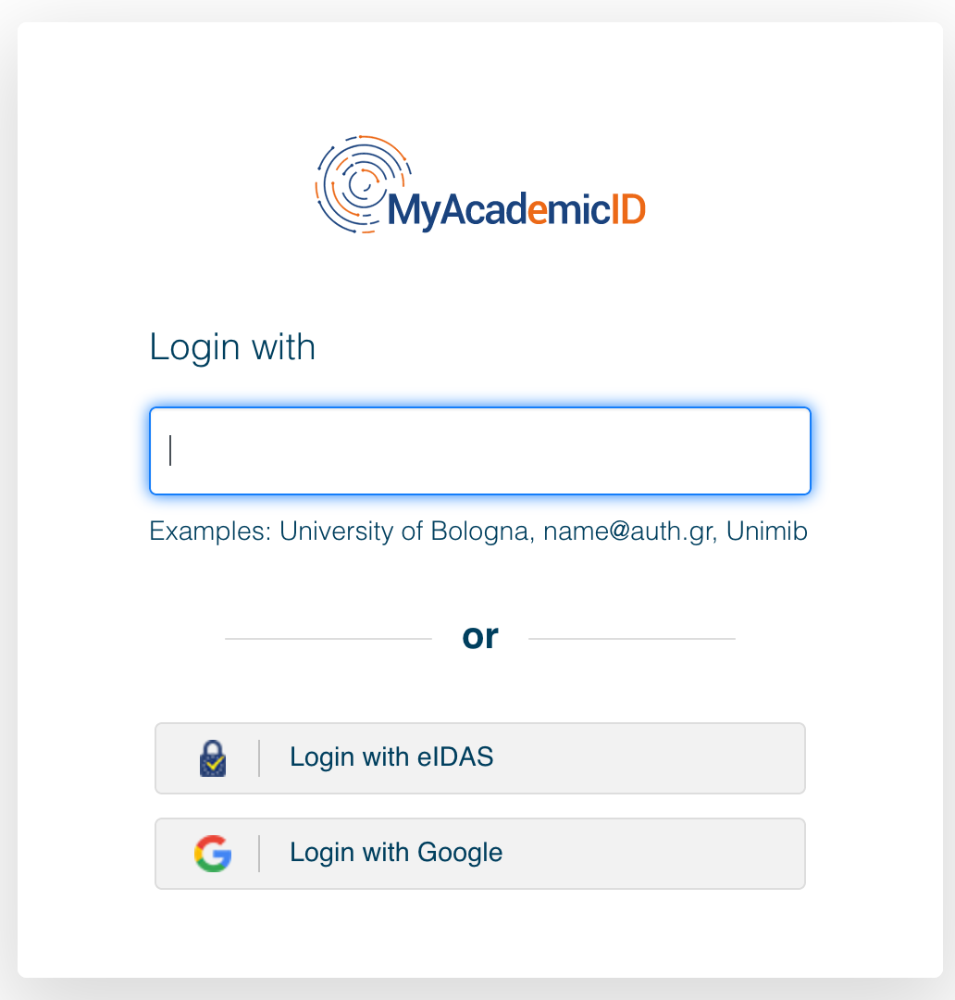 MyAcademicID
Login with
Examples: University of Bologna, name@auth.gr, Unimib
or
Login with eIDAS
Login with Google